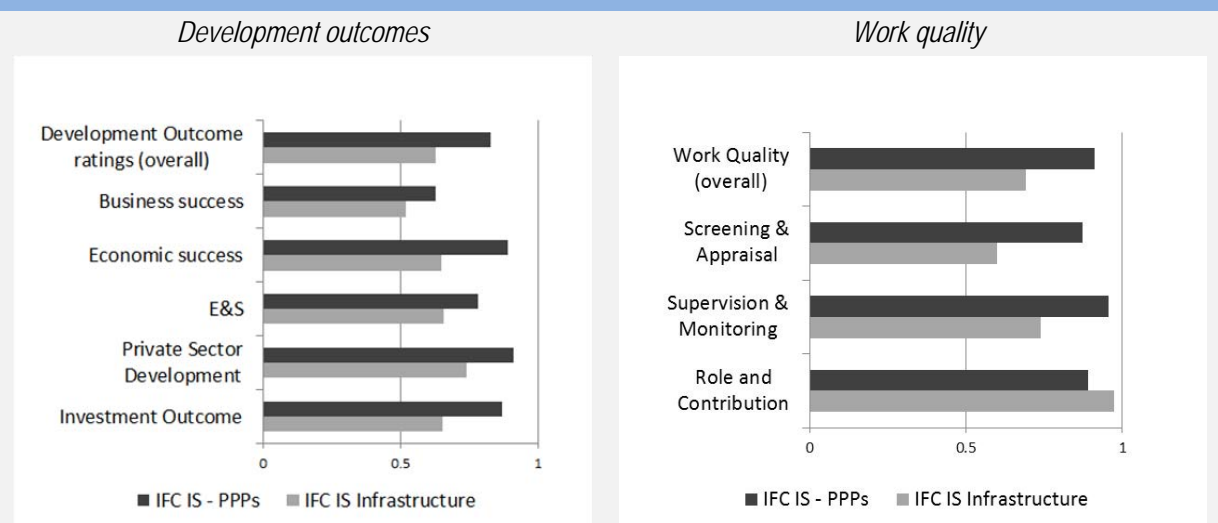 Development outcomes
Development Outcome
ratings (overall)
Business success
Economic success
E&S
Private Sector
Development
Investment Outcome
0
0.5
1
IFC IS - PPPs
IFC IS Infrastructure
Work quality
Work Quality
(overall)
Screening &
Appraisal
Supervision &
Monitoring
Role and
Contribution
0
0.5
1
IFC IS - PPPs
IFC IS Infrastructure